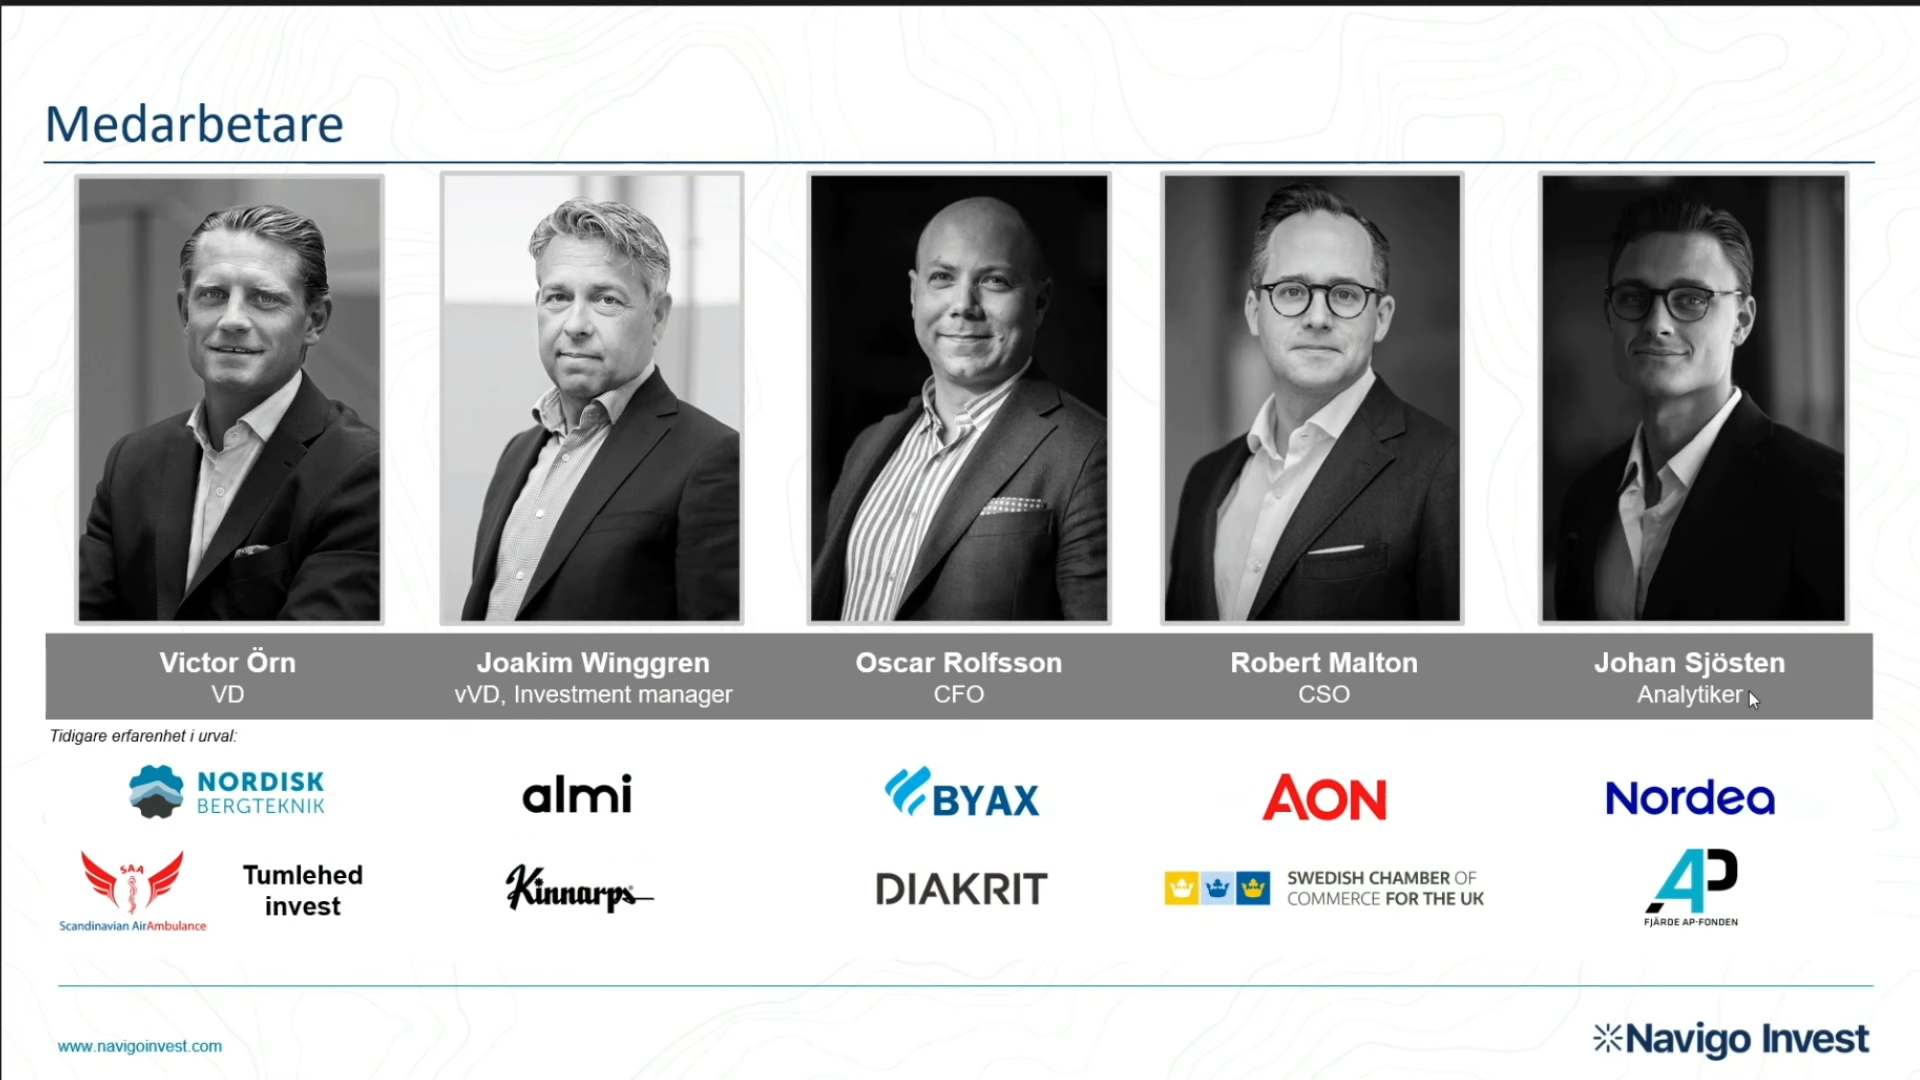 Medarbetare
Victor Örn
VD
Joakim Winggren
vVD, Investment manager
Oscar Rolfsson
CFO
Robert Malton
CSO
Johan Sjösten
Analytiker
Tidigare erfarenhet i urval:
NORDISK
BERGTEKNIK
almi
BYAX
AON
Nordea
SAA
Scandinavian AirAmbulance
Tumlehed
invest
Kinnarps
DIAKRIT
SWEDISH CHAMBER OF
COMMERCE FOR THE UK
AP
FJÄRDE AP-FONDEN
www.navigoinvest.com
Navigo Invest